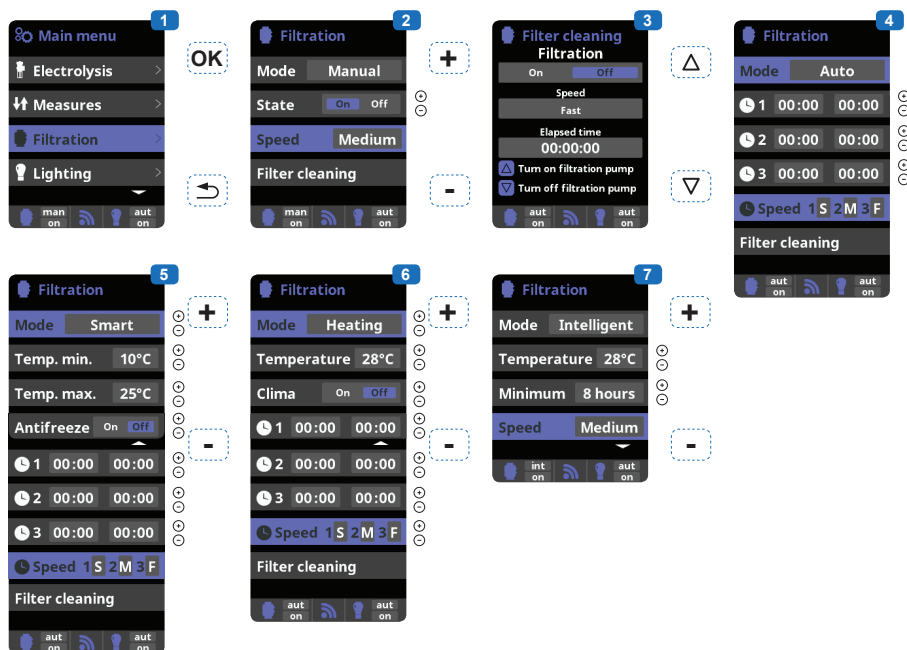 1
Main menu
Electrolysis
Measures
Filtration
Lighting
man on
aut on
OK
2
Filtration
Mode Manual
State On Off
Speed Medium
Filter cleaning
man on
aut on
+
-
3
Filter cleaning
Filtration
On Off
Speed
Fast
Elapsed time
00:00:00
Turn on filtration pump
Turn off filtration pump
aut on
aut on
4
Filtration
Mode Auto
1 00:00 00:00
2 00:00 00:00
3 00:00 00:00
Speed 1 S 2 M 3 F
Filter cleaning
aut on
aut on
5
Filtration
Mode Smart
Temp. min. 10°C
Temp. max. 25°C
Antifreeze On Off
1 00:00 00:00
2 00:00 00:00
3 00:00 00:00
Speed 1 S 2 M 3 F
Filter cleaning
aut on
aut on
+
-
6
Filtration
Mode Heating
Temperature 28°C
Clima On Off
1 00:00 00:00
2 00:00 00:00
3 00:00 00:00
Speed 1 S 2 M 3 F
Filter cleaning
aut on
aut on
+
-
7
Filtration
Mode Intelligent
Temperature 28°C
Minimum 8 hours
Speed Medium
int on
aut on
+
-